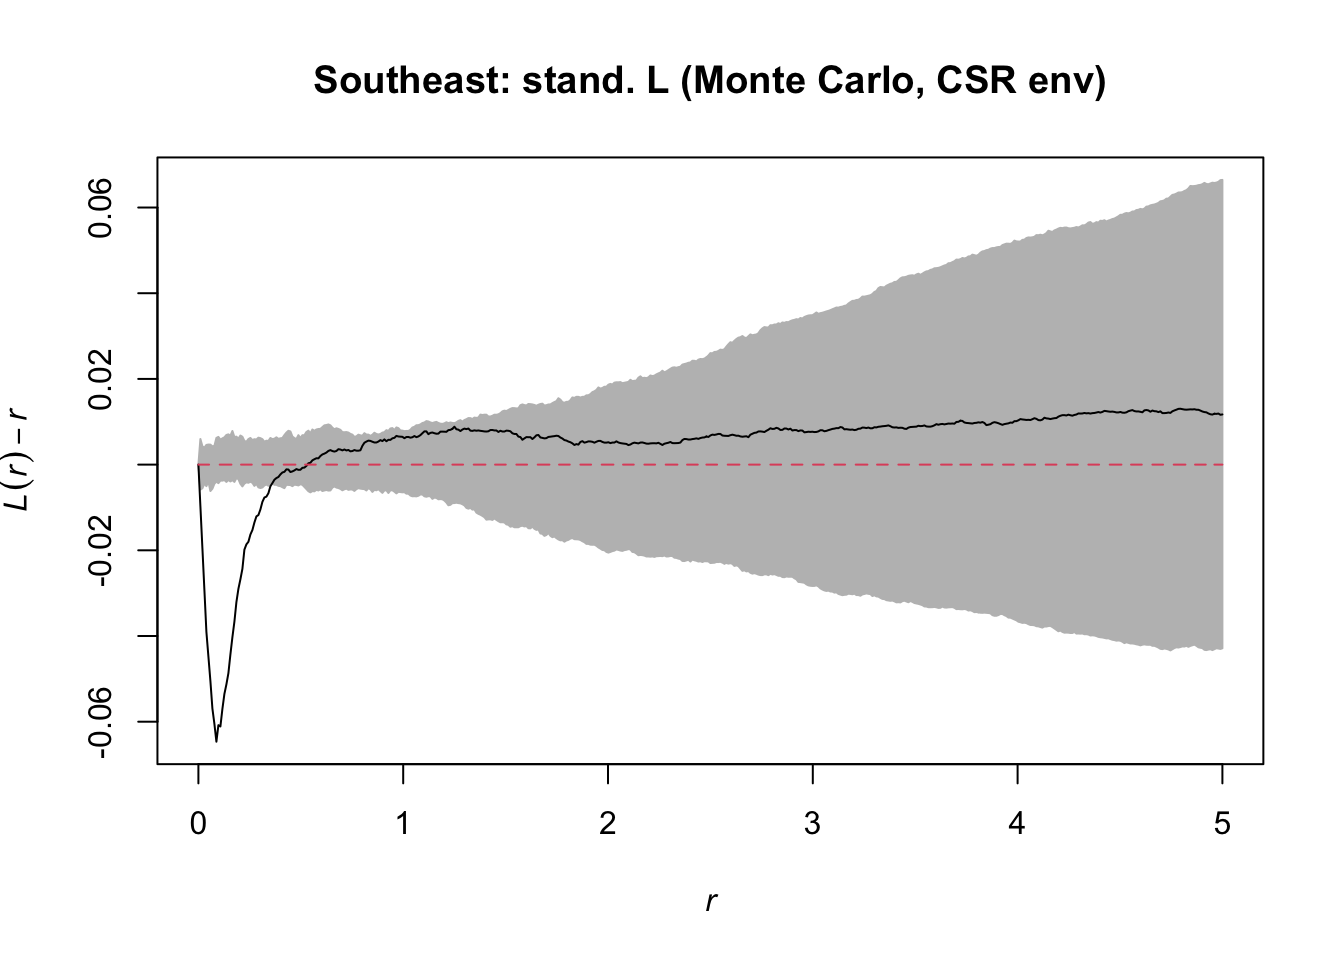 Southeast: stand. L (Monte Carlo, CSR env)
0.06
0.02
-0.02
-0.06
L(r) − r
0 1 2 3 4 5
r